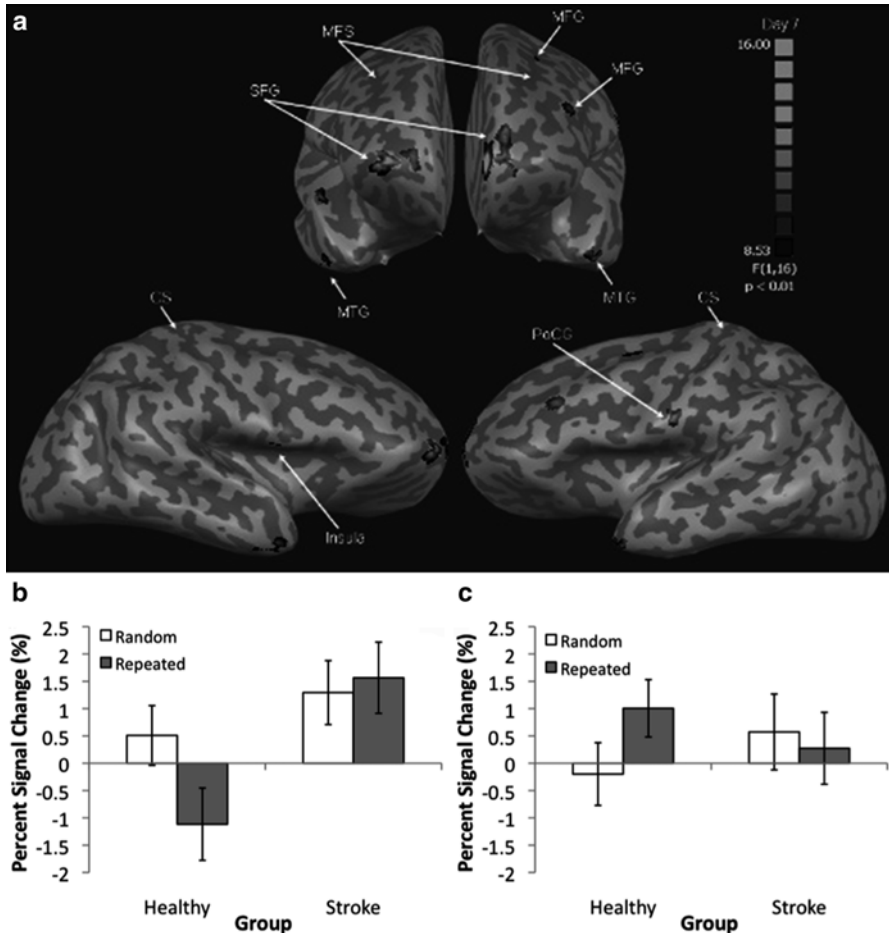 a
MFS
MFG
Day 7
16.00
SFG
MFG
8.53
F(1,16)
p < 0.01
MTG
MTG
CS
PoCG
CS
Insula
b
2.5
2
1.5
1
0.5
0
-0.5
-1
-1.5
-2
Percent Signal Change (%)
Random
Repeated
Healthy
Stroke
Group
c
2.5
2
1.5
1
0.5
0
-0.5
-1
-1.5
-2
Percent Signal Change (%)
Random
Repeated
Healthy
Stroke
Group